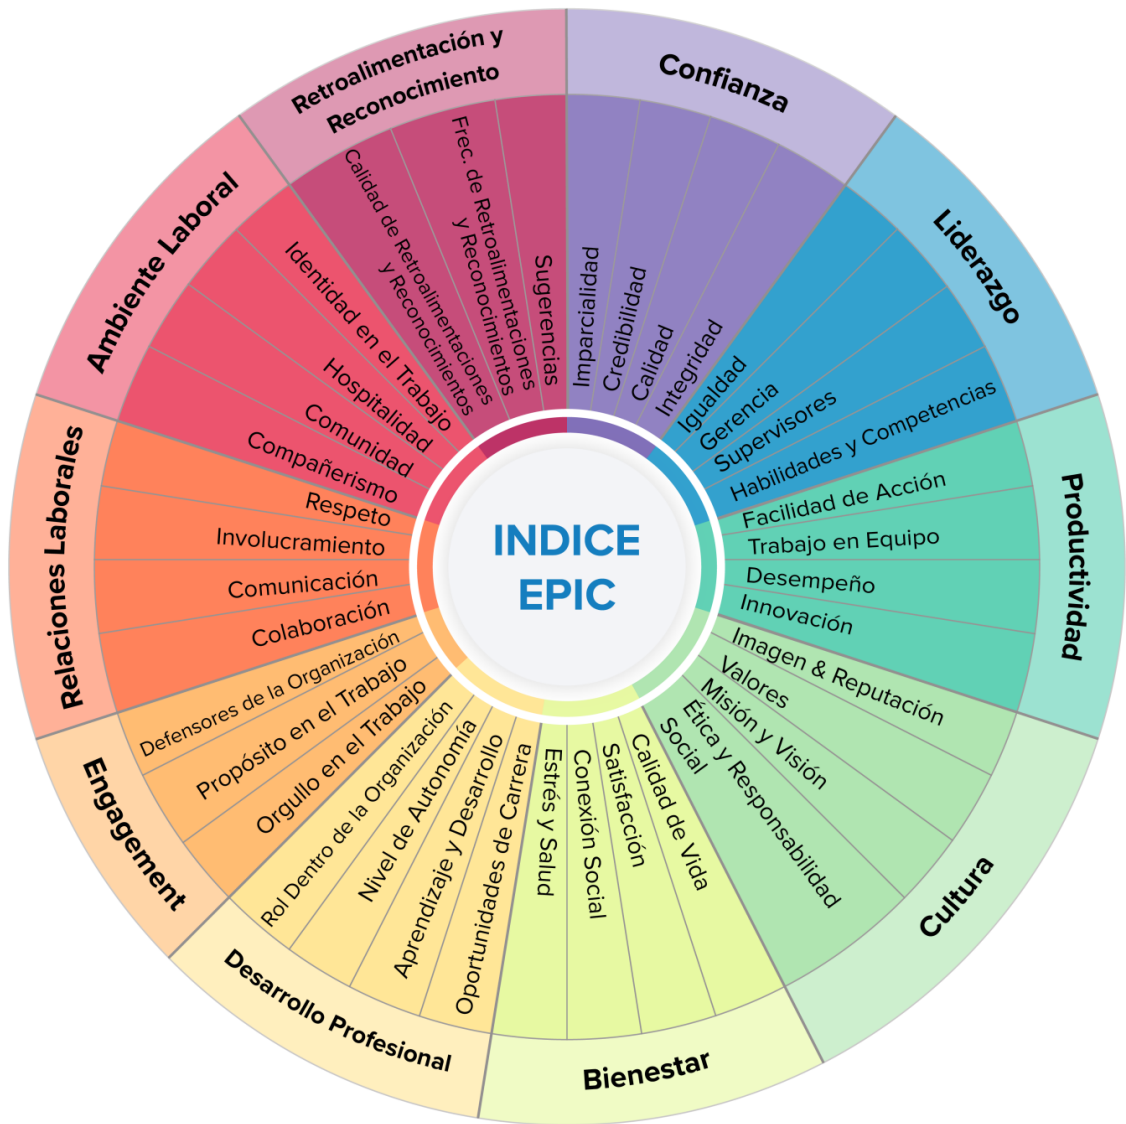 INDICE
EPIC
Confianza
Imparcialidad
Credibilidad
Calidad
Integridad
Liderazgo
Igualdad
Gerencia
Supervisores
Habilidades y Competencias
Productividad
Facilidad de Acción
Trabajo en Equipo
Desempeño
Innovación
Cultura
Imagen & Reputación
Valores
Misión y Visión
Ética y Responsabilidad
Social
Bienestar
Calidad de Vida
Satisfacción
Conexión Social
Estrés y Salud
Desarrollo Profesional
Oportunidades de Carrera
Aprendizaje y Desarrollo
Nivel de Autonomía
Rol Dentro de la Organización
Engagement
Orgullo en el Trabajo
Propósito en el Trabajo
Defensores de la Organización
Relaciones Laborales
Colaboración
Comunicación
Involucramiento
Respeto
Ambiente Laboral
Compañerismo
Comunidad
Hospitalidad
Identidad en el Trabajo
Retroalimentación y
Reconocimiento
Calidad de Retroalimentaciones
y Reconocimientos
Frec. de Retroalimentaciones
y Reconocimientos
Sugerencias